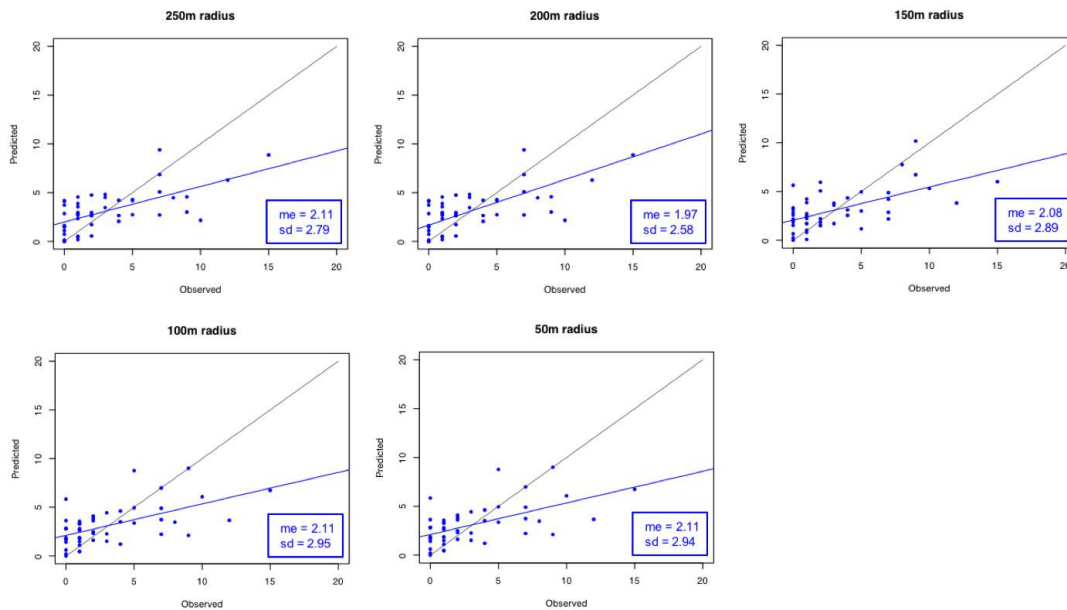 250m radius
Predicted
20
15
10
5
0
me = 2.11
sd = 2.79
0 5 10 15 20
Observed
200m radius
Predicted
20
15
10
5
0
me = 1.97
sd = 2.58
0 5 10 15 20
Observed
150m radius
Predicted
20
15
10
5
0
me = 2.08
sd = 2.89
0 5 10 15 20
Observed
100m radius
Predicted
20
15
10
5
0
me = 2.11
sd = 2.95
0 5 10 15 20
Observed
50m radius
Predicted
20
15
10
5
0
me = 2.11
sd = 2.94
0 5 10 15 20
Observed